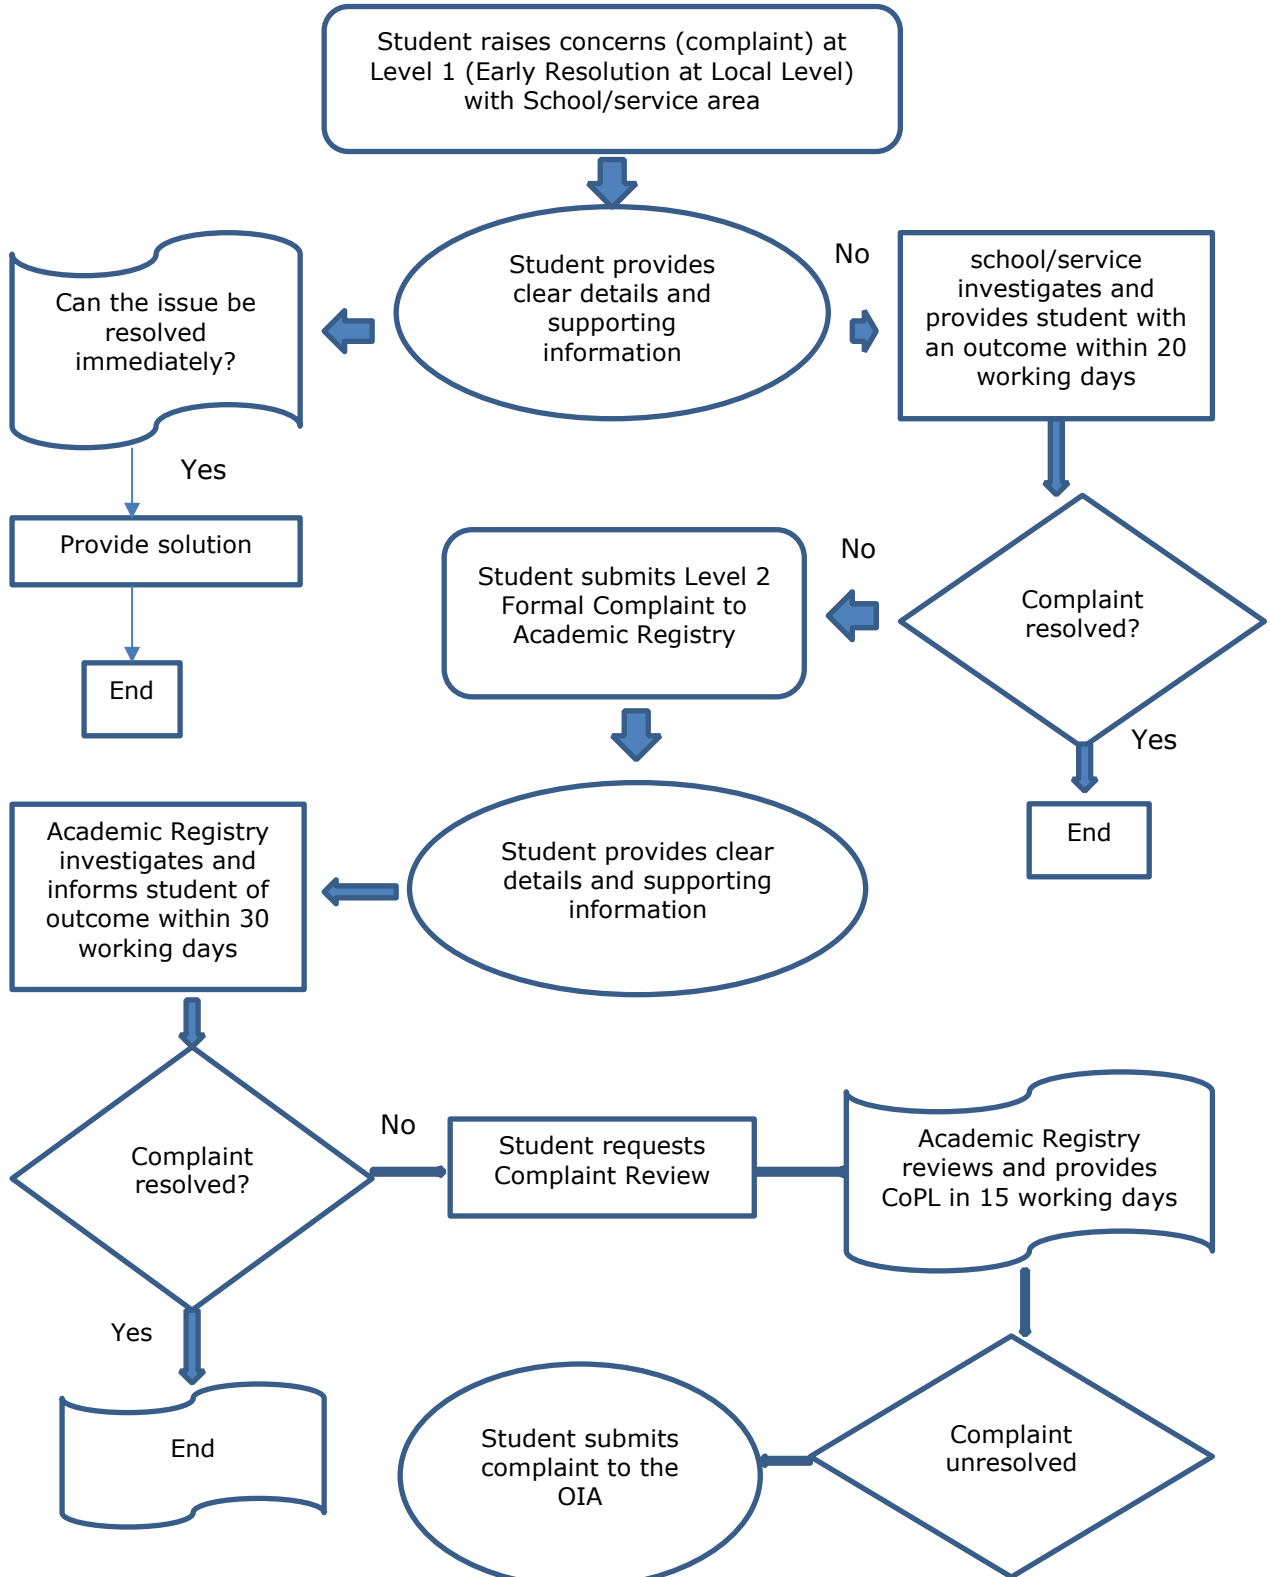 Student raises concerns (complaint) at
Level 1 (Early Resolution at Local Level)
with School/service area
Can the issue be
resolved
immediately?
Student provides
clear details and
supporting
information
No
school/service
investigates and
provides student with
an outcome within 20
working days
Yes
Provide solution
End
Student submits Level 2
Formal Complaint to
Academic Registry
No
Complaint
resolved?
Yes
End
Academic Registry
investigates and
informs student of
outcome within 30
working days
Student provides clear
details and supporting
information
Complaint
resolved?
No
Student requests
Complaint Review
Academic Registry
reviews and provides
CoPL in 15 working days
Yes
End
Student submits
complaint to the
OIA
Complaint
unresolved